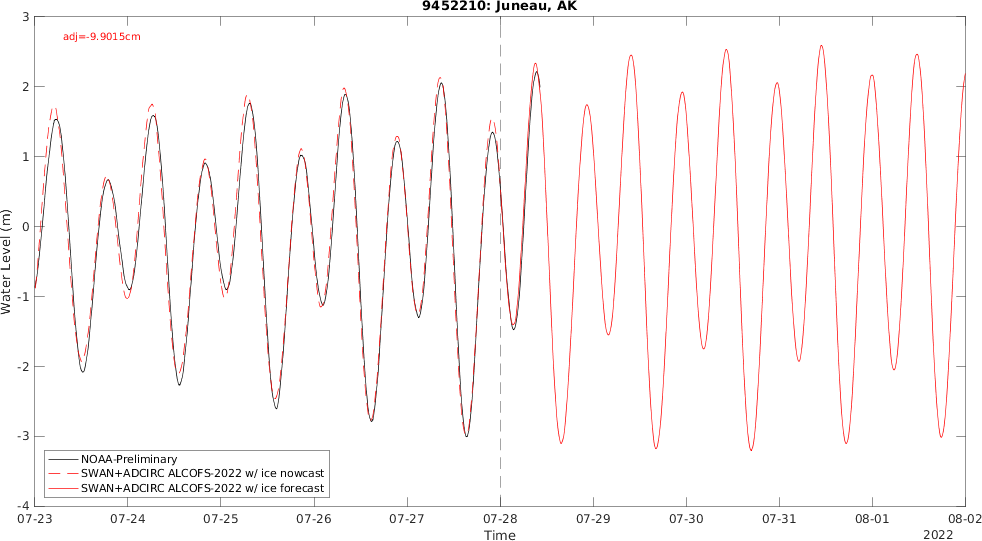 9452210: Juneau, AK
adj=-9.9015cm
Water Level (m)
3
2
1
0
-1
-2
-3
-4
NOAA-Preliminary
SWAN+ADCIRC ALCOFS-2022 w/ ice nowcast
SWAN+ADCIRC ALCOFS-2022 w/ ice forecast
07-23 07-24 07-25 07-26 07-27 07-28 07-29 07-30 07-31 08-01 08-02
Time
2022